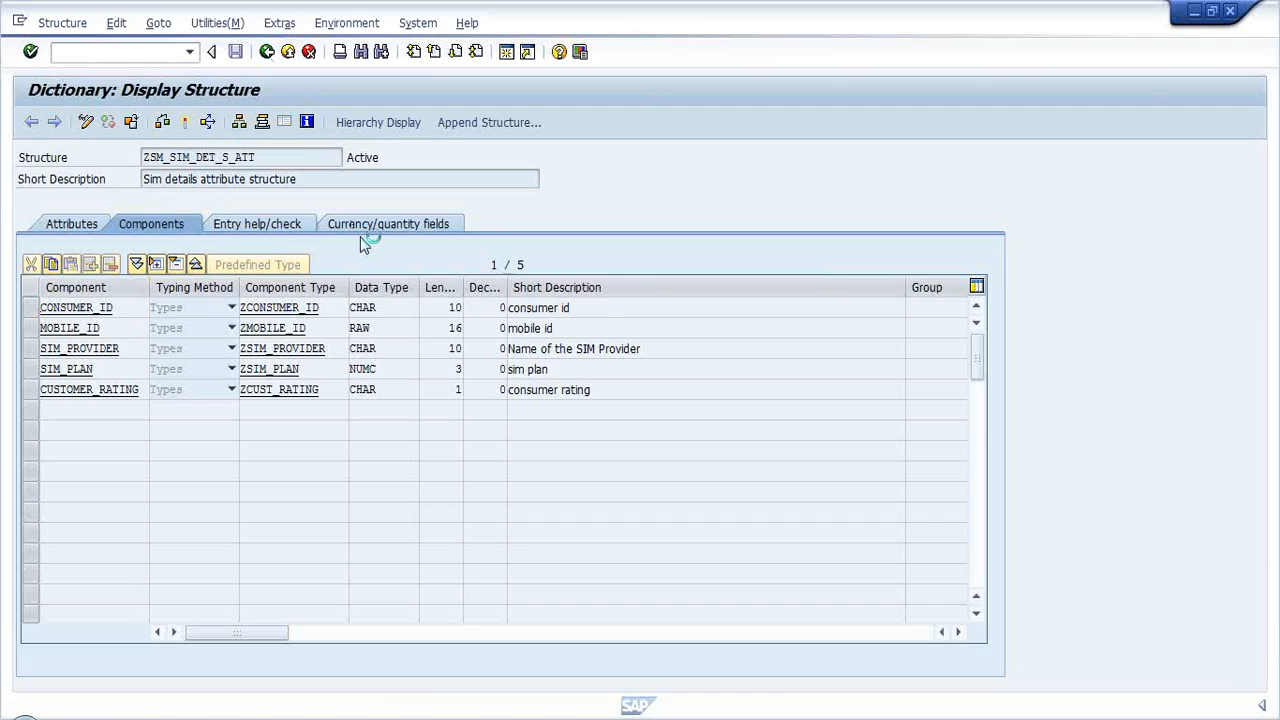 Structure Edit Goto Utilities(M) Extras Environment System Help
Dictionary: Display Structure
Hierarchy Display Append Structure...
Structure ZSM_SIM_DET_S_ATT Active
Short Description Sim details attribute structure
Attributes Components Entry help/check Currency/quantity fields
Predefined Type 1 / 5
Component Typing Method Component Type Data Type Len... Dec... Short Description Group
CONSUMER_ID Types ZCONSUMER_ID CHAR 10 0 consumer id
MOBILE_ID Types ZMOBILE_ID RAW 16 0 mobile id
SIM_PROVIDER Types ZSIM_PROVIDER CHAR 10 0 Name of the SIM Provider
SIM_PLAN Types ZSIM_PLAN NUMC 3 0 sim plan
CUSTOMER_RATING Types ZCUST_RATING CHAR 1 0 consumer rating
SAP